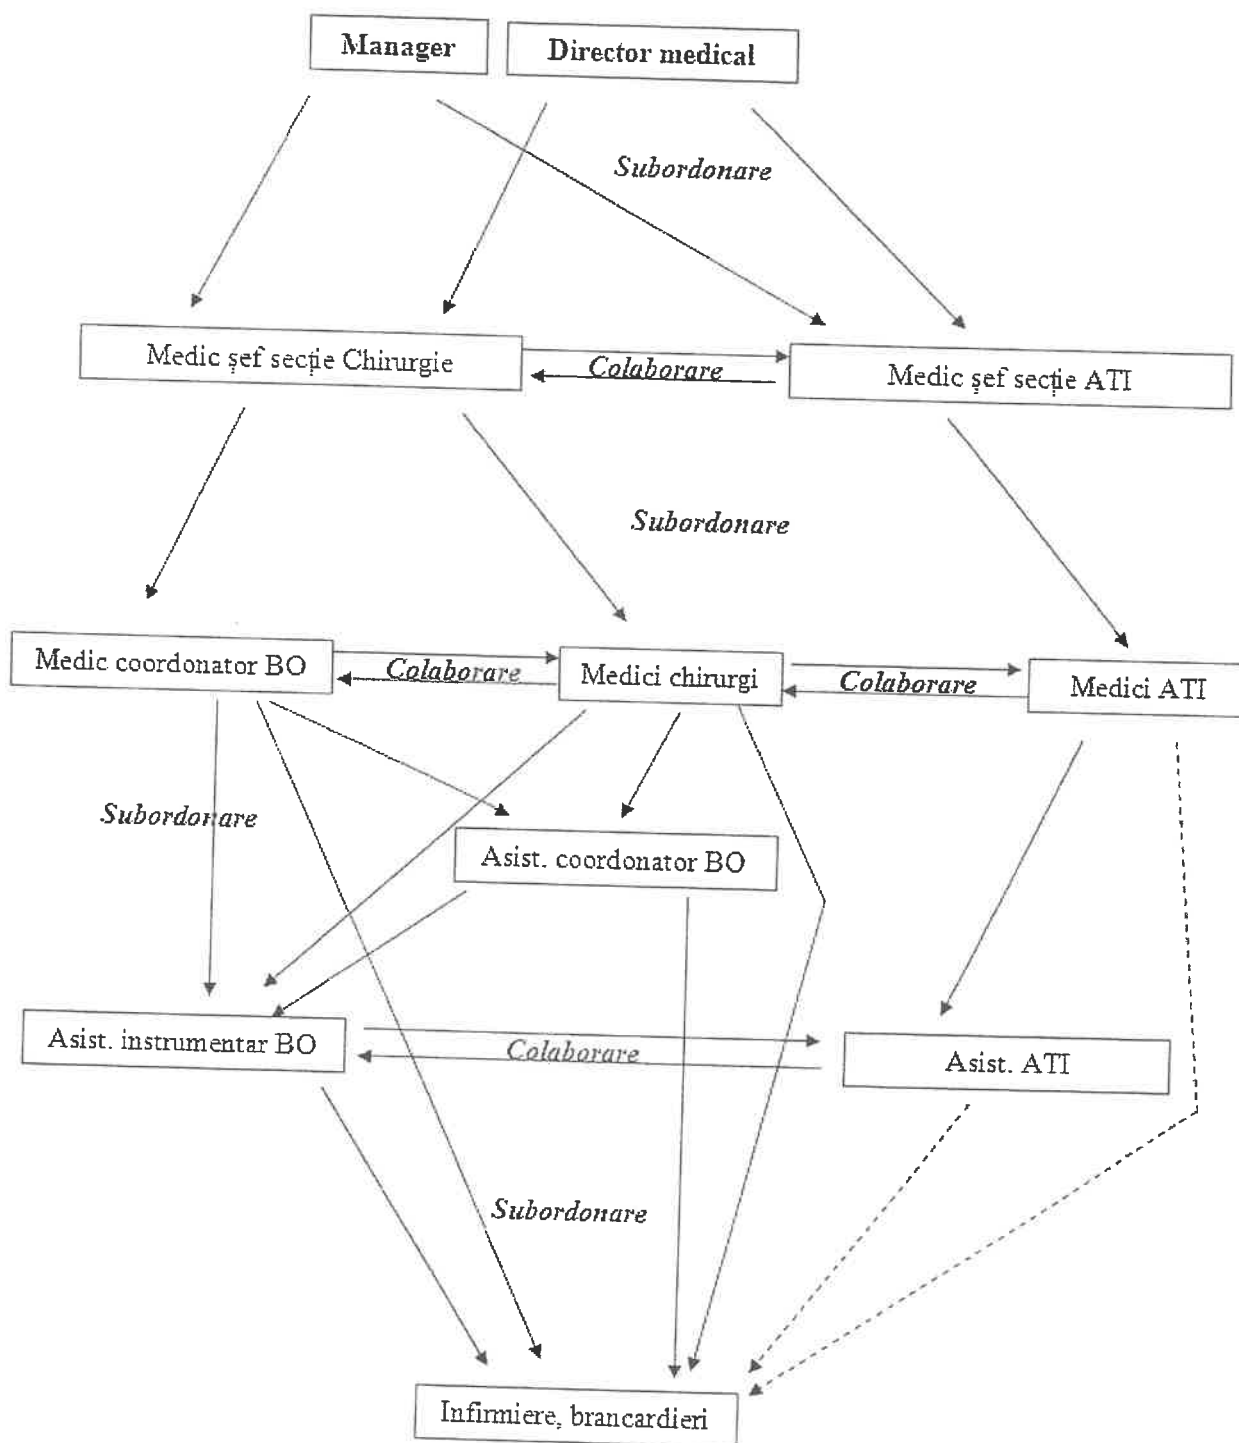 Manager
Director medical
Subordonare
Medic șef secție Chirurgie
Colaborare
Medic șef secție ATI
Subordonare
Medic coordonator BO
Colaborare
Medici chirurgi
Colaborare
Medici ATI
Subordonare
Asist. coordonator BO
Asist. instrumentar BO
Colaborare
Asist. ATI
Subordonare
Infirmiere, brancardieri